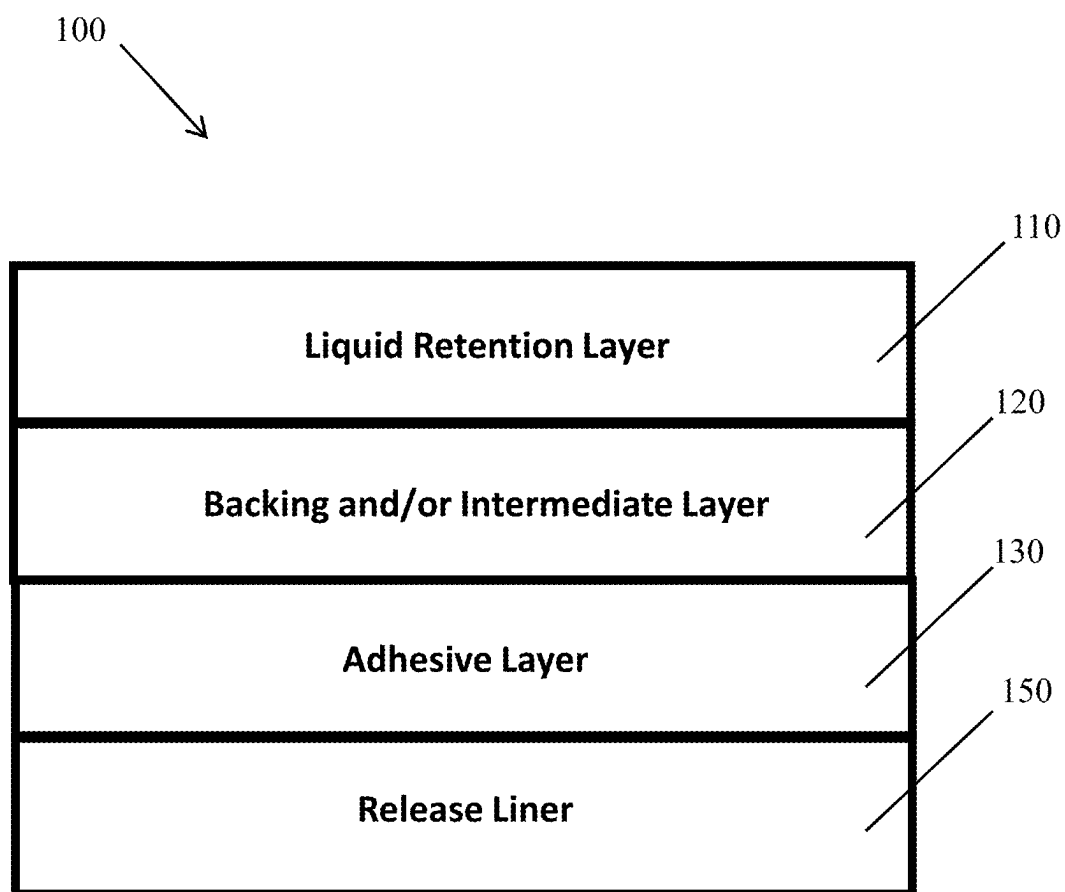 100
110
Liquid Retention Layer
120
Backing and/or Intermediate Layer
130
Adhesive Layer
150
Release Liner